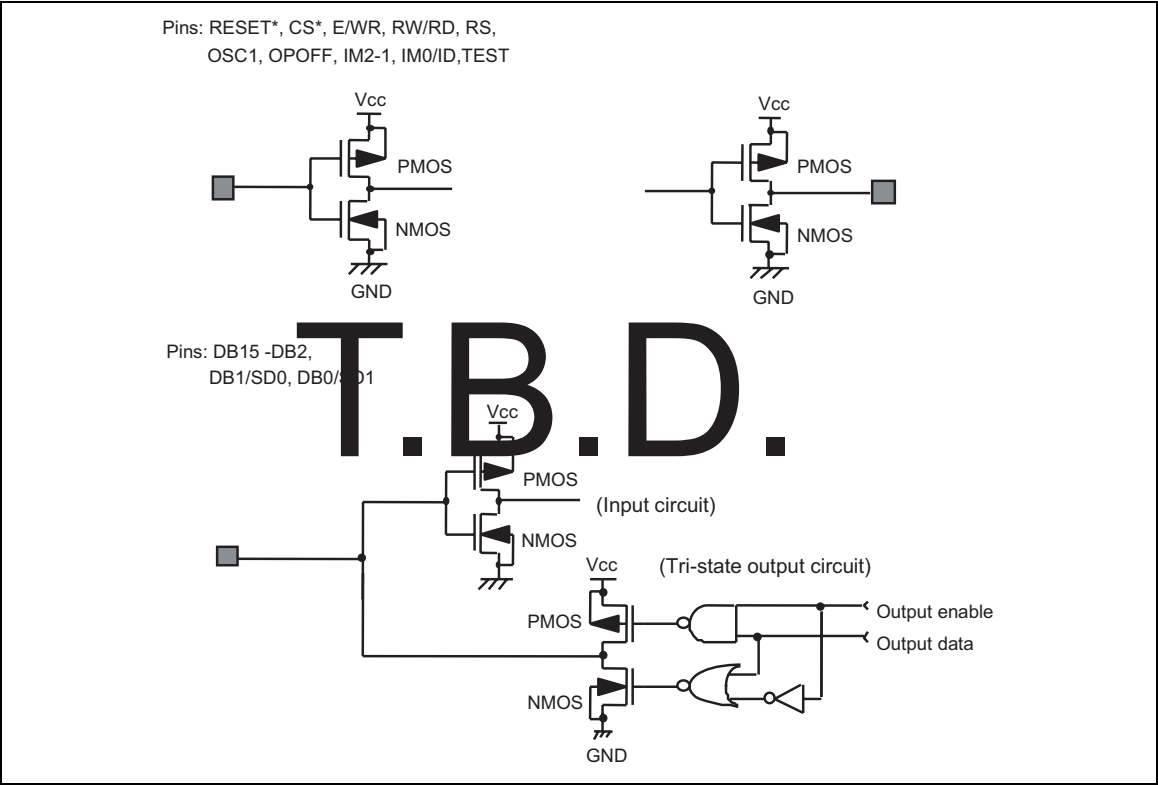 Pins: RESET*, CS*, E/WR, RW/RD, RS,
OSC1, OPOFF, IM2-1, IM0/ID,TEST
Vcc
PMOS
NMOS
GND
Vcc
PMOS
NMOS
GND
T.B.D.
Pins: DB15 -DB2,
DB1/SD0, DB0/SD1
Vcc
PMOS
(Input circuit)
NMOS
Vcc
(Tri-state output circuit)
PMOS
Output enable
Output data
NMOS
GND